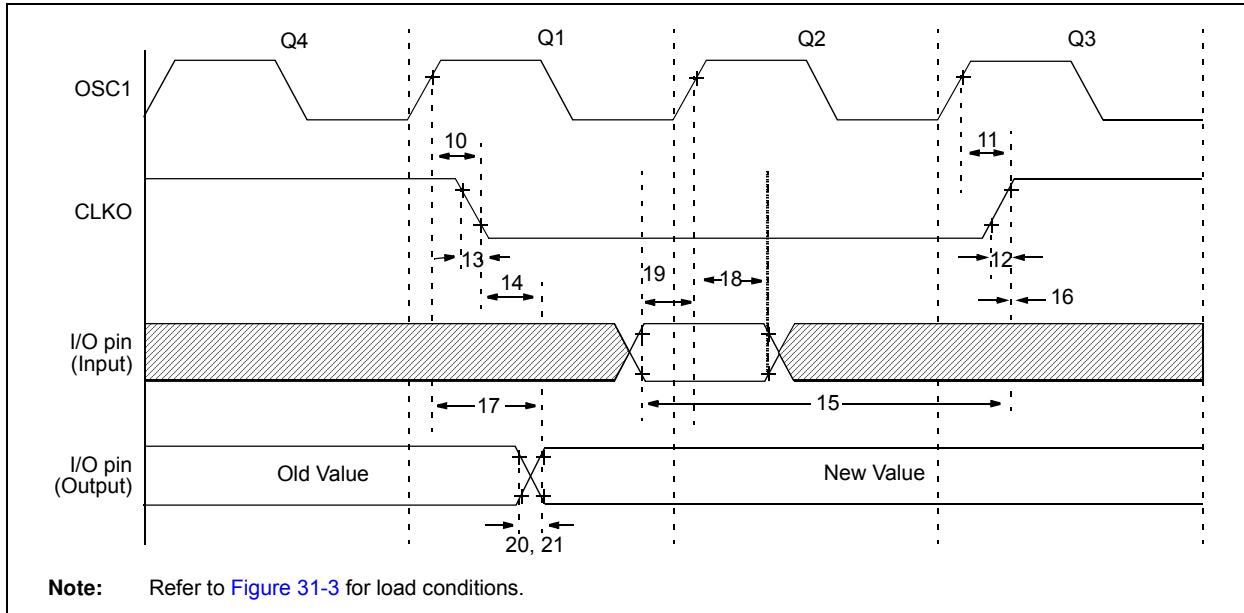 Q4 Q1 Q2 Q3
OSC1
10 11
CLKO
13 12
14 19 18 16
I/O pin
(Input)
17 15
I/O pin
(Output)
Old Value New Value
20, 21
Note: Refer to Figure 31-3 for load conditions.